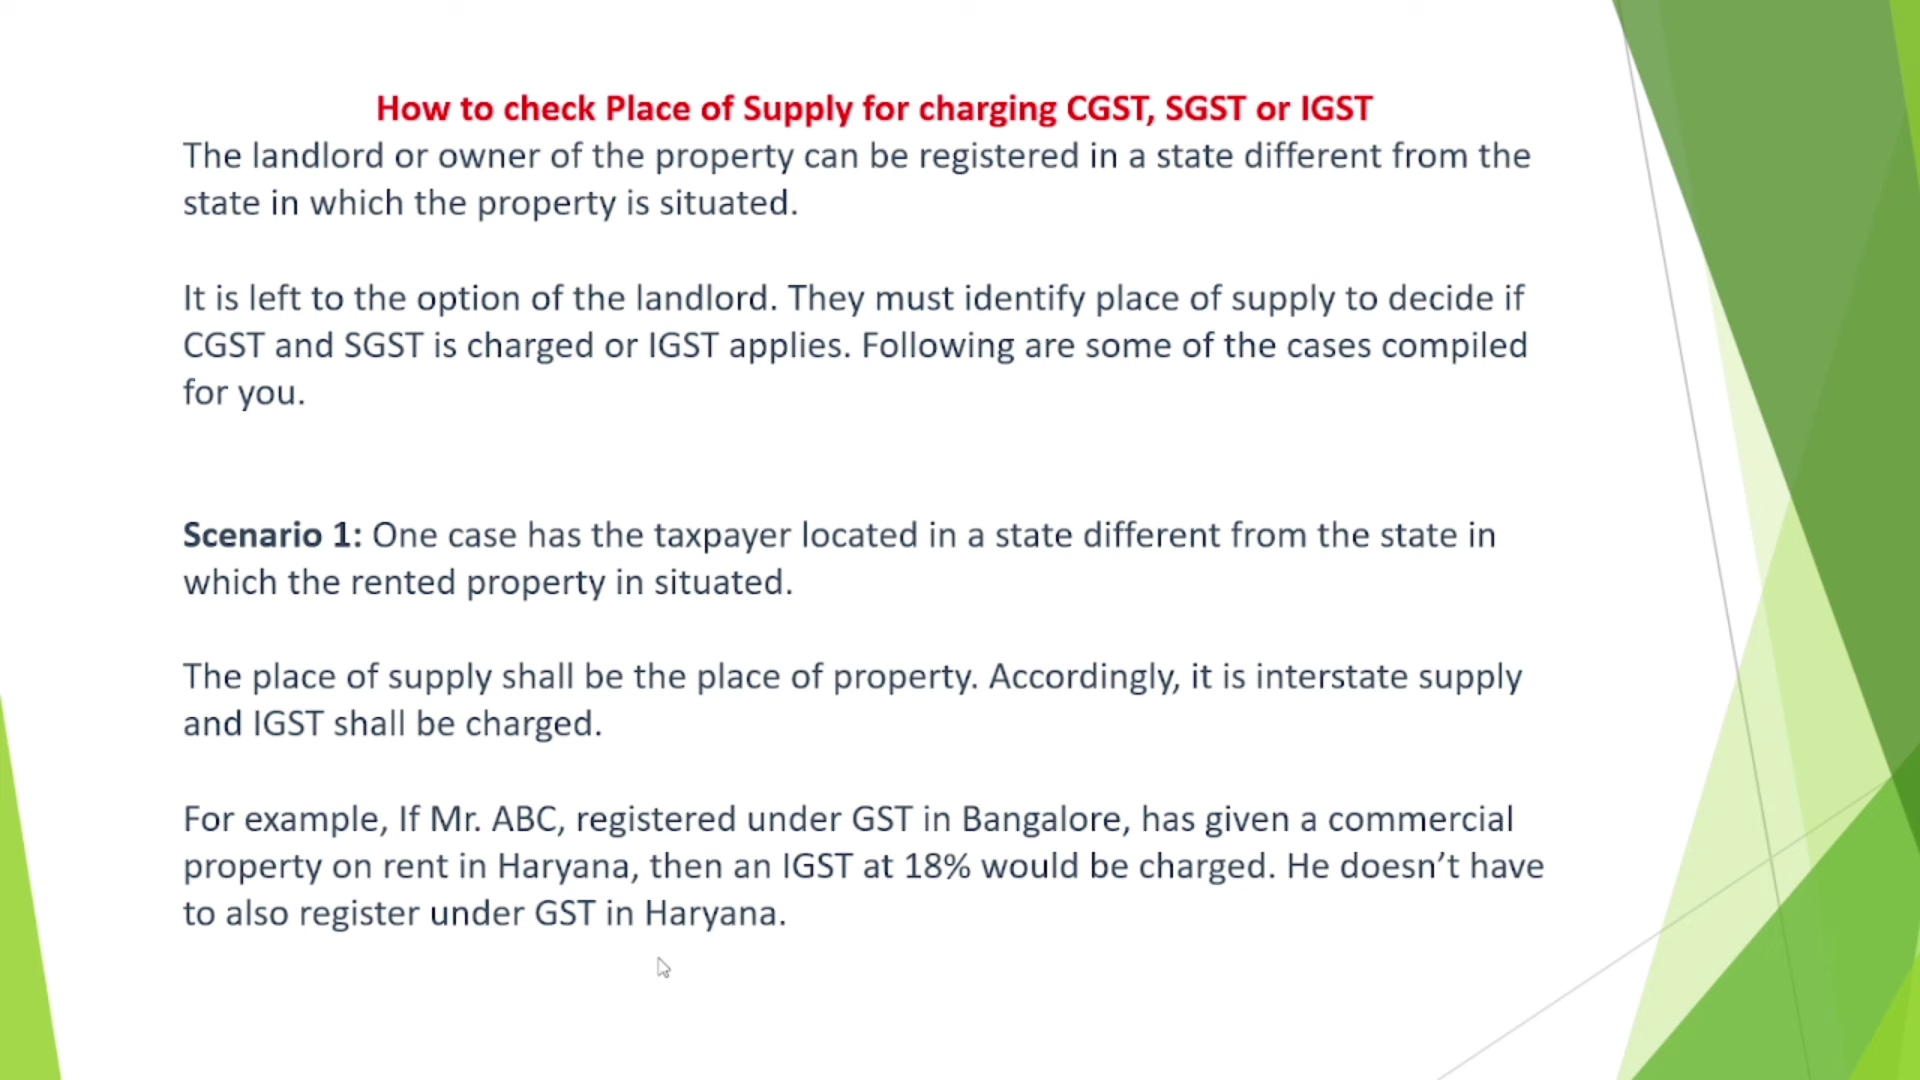 How to check Place of Supply for charging CGST, SGST or IGST
The landlord or owner of the property can be registered in a state different from the
state in which the property is situated.
It is left to the option of the landlord. They must identify place of supply to decide if
CGST and SGST is charged or IGST applies. Following are some of the cases compiled
for you.
Scenario 1: One case has the taxpayer located in a state different from the state in
which the rented property in situated.
The place of supply shall be the place of property. Accordingly, it is interstate supply
and IGST shall be charged.
For example, If Mr. ABC, registered under GST in Bangalore, has given a commercial
property on rent in Haryana, then an IGST at 18% would be charged. He doesn’t have
to also register under GST in Haryana.